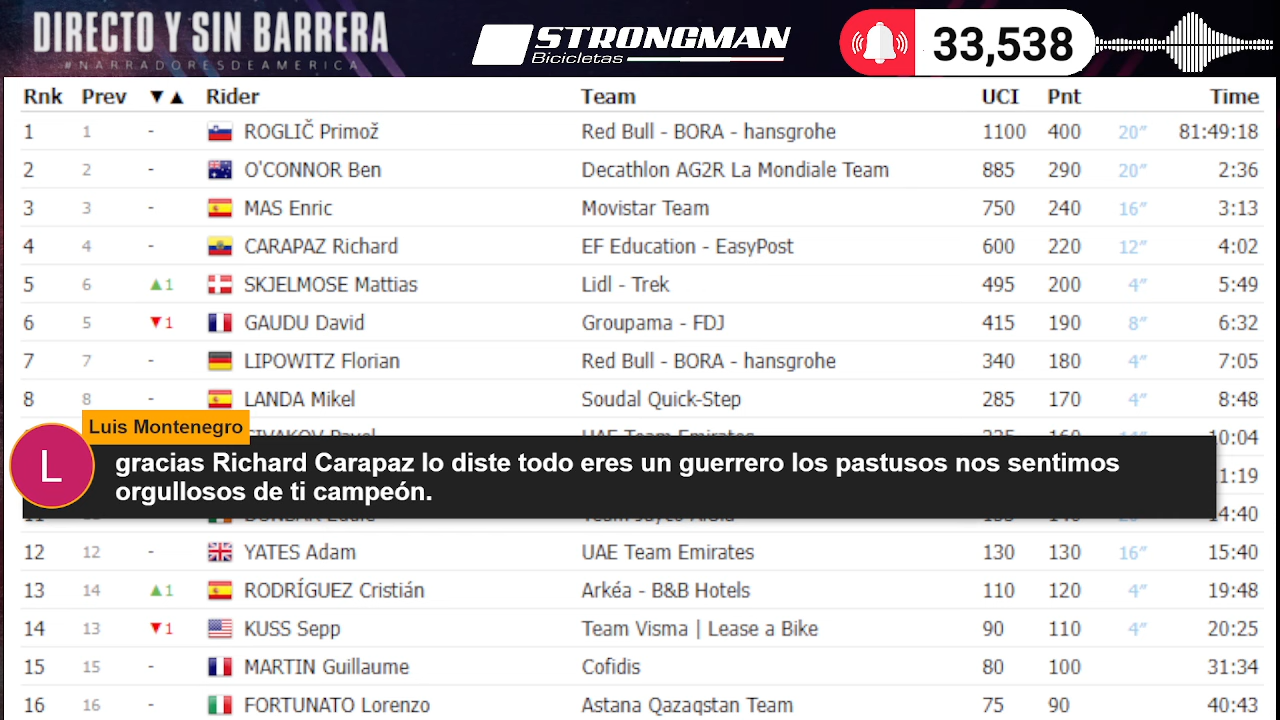 DIRECTO Y SIN BARRERA
#NARRADORESDEAMERICA
STRONGMAN
Bicicletas
33,538
Rnk Prev ▼▲ Rider Team UCI Pnt Time
1 1 - ROGLIČ Primož Red Bull - BORA - hansgrohe 1100 400 20″ 81:49:18
2 2 - O'CONNOR Ben Decathlon AG2R La Mondiale Team 885 290 20″ 2:36
3 3 - MAS Enric Movistar Team 750 240 16″ 3:13
4 4 - CARAPAZ Richard EF Education - EasyPost 600 220 12″ 4:02
5 6 ▲1 SKJELMOSE Mattias Lidl - Trek 495 200 4″ 5:49
6 5 ▼1 GAUDU David Groupama - FDJ 415 190 8″ 6:32
7 7 - LIPOWITZ Florian Red Bull - BORA - hansgrohe 340 180 4″ 7:05
8 8 - LANDA Mikel Soudal Quick-Step 285 170 4″ 8:48
Luis Montenegro
10:04
L
gracias Richard Carapaz lo diste todo eres un guerrero los pastusos nos sentimos
orgullosos de ti campeón.
12 12 - YATES Adam UAE Team Emirates 130 130 16″ 15:40
13 14 ▲1 RODRÍGUEZ Cristián Arkéa - B&B Hotels 110 120 4″ 19:48
14 13 ▼1 KUSS Sepp Team Visma | Lease a Bike 90 110 4″ 20:25
15 15 - MARTIN Guillaume Cofidis 80 100 31:34
16 16 - FORTUNATO Lorenzo Astana Qazaqstan Team 75 90 40:43